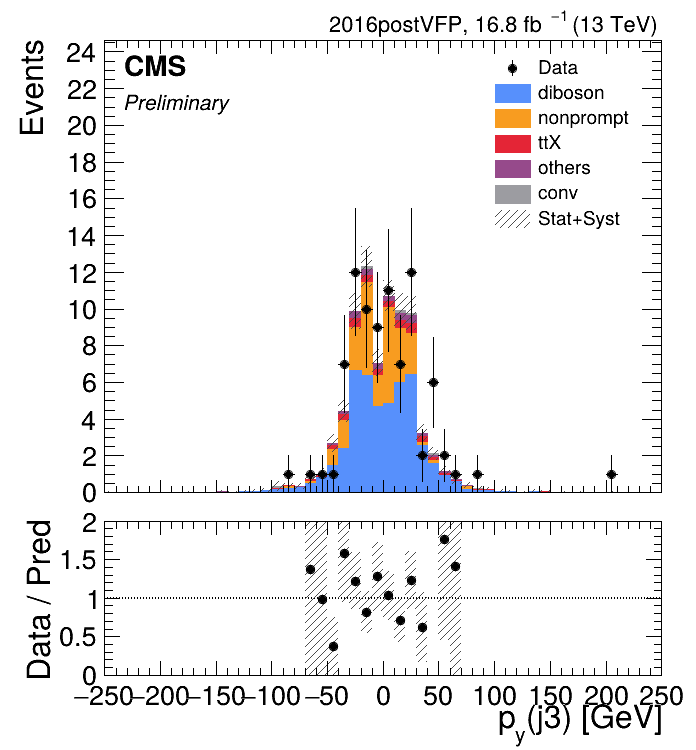 2016postVFP, 16.8 fb⁻¹ (13 TeV)
Events
24
22
20
18
16
14
12
10
8
6
4
2
0
CMS
Preliminary
Data
diboson
nonprompt
ttX
others
conv
Stat+Syst
Data / Pred
2
1.5
1
0.5
0
−250 −200 −150 −100 −50 0 50 100 150 200 250
p_y(j3) [GeV]